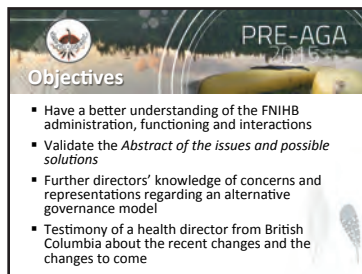 PRE-AGA
2015
Objectives
▪ Have a better understanding of the FNIHB
administration, functioning and interactions
▪ Validate the Abstract of the issues and possible
solutions
▪ Further directors' knowledge of concerns and
representations regarding an alternative
governance model
▪ Testimony of a health director from British
Columbia about the recent changes and the
changes to come